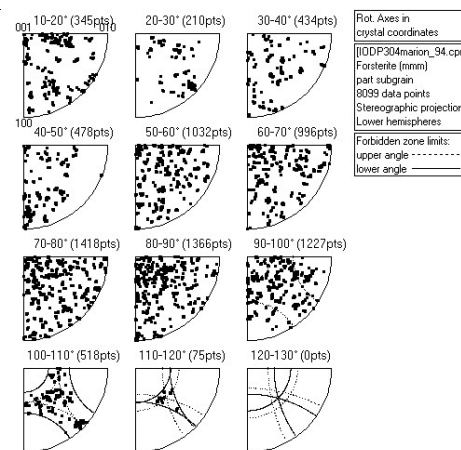 10-20° (345pts) 20-30° (210pts) 30-40° (434pts)
001 010
100
40-50° (478pts) 50-60° (1032pts) 60-70° (996pts)
70-80° (1418pts) 80-90° (1366pts) 90-100° (1227pts)
100-110° (518pts) 110-120° (75pts) 120-130° (0pts)
Rot. Axes in
crystal coordinates
[IODP304marion_94.cpr
Forsterite (mmm)
part subgrain
8099 data points
Stereographic projection
Lower hemispheres
Forbidden zone limits:
upper angle
lower angle